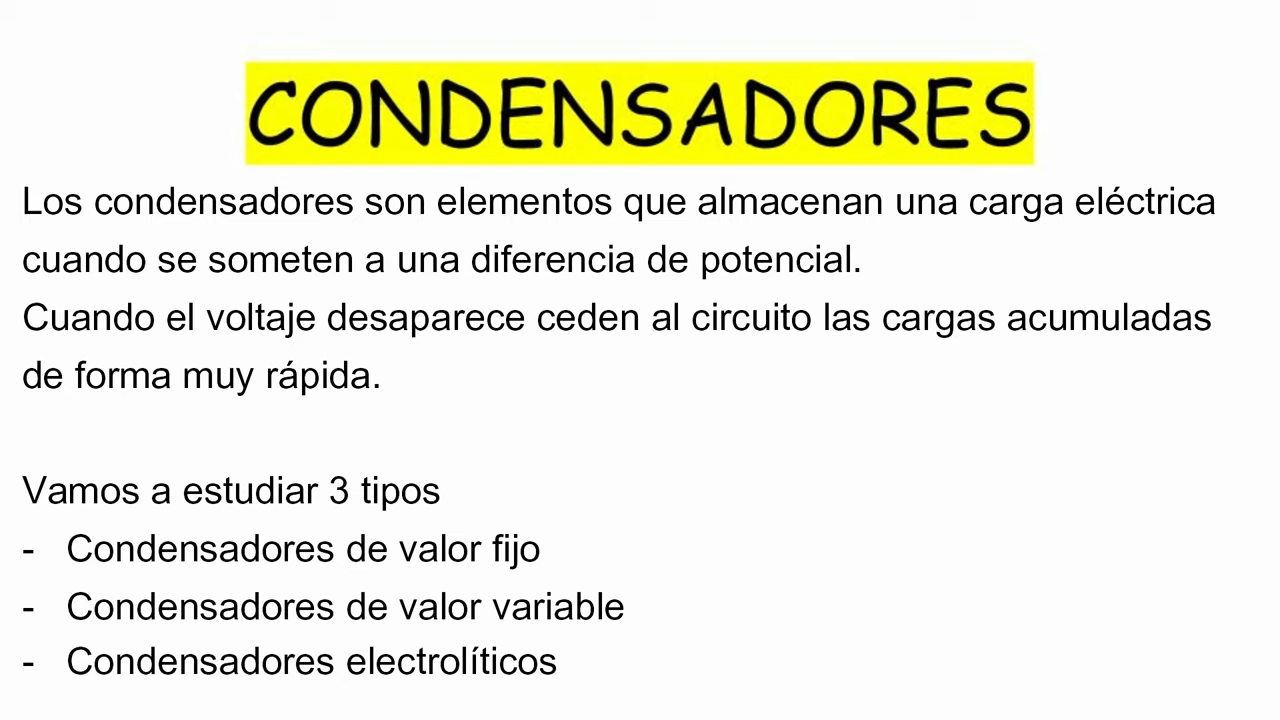 CONDENSADORES
Los condensadores son elementos que almacenan una carga eléctrica
cuando se someten a una diferencia de potencial.
Cuando el voltaje desaparece ceden al circuito las cargas acumuladas
de forma muy rápida.
Vamos a estudiar 3 tipos
- Condensadores de valor fijo
- Condensadores de valor variable
- Condensadores electrolíticos